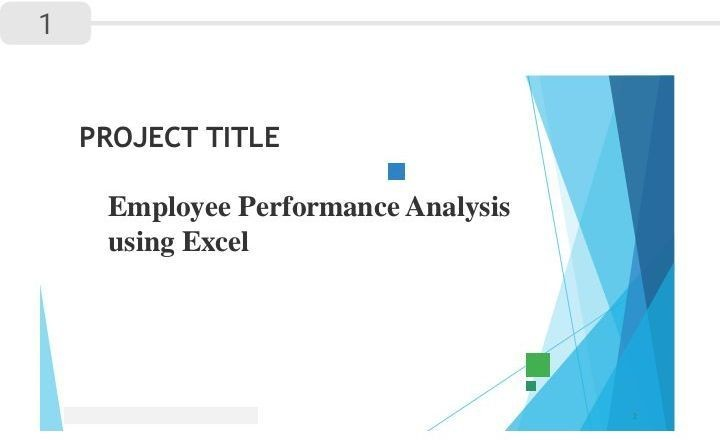 1
PROJECT TITLE
Employee Performance Analysis
using Excel